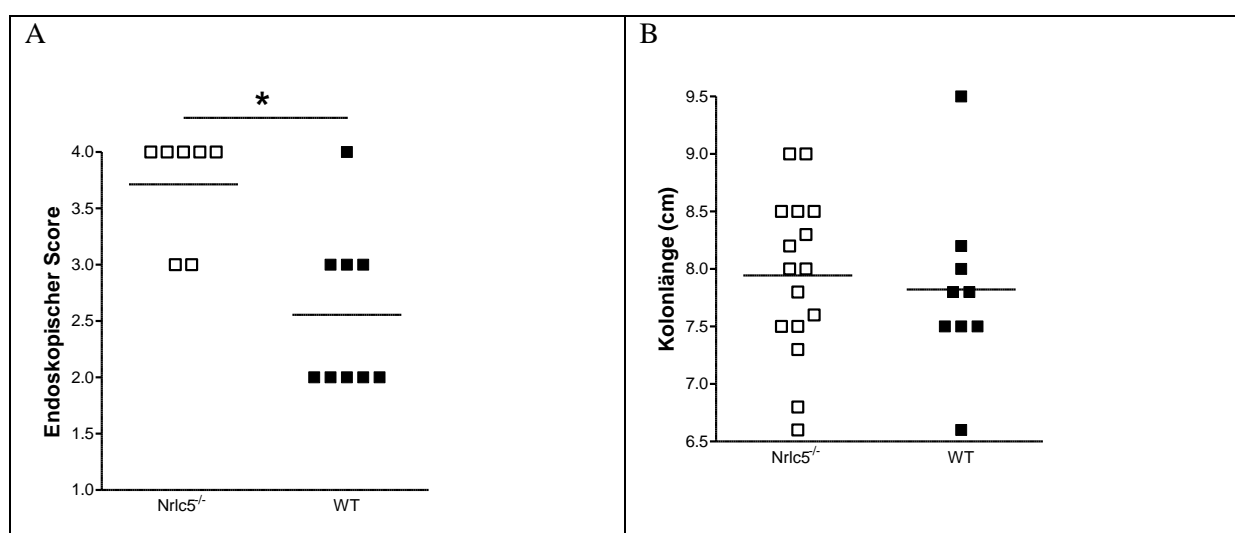 A
*
4.0
3.5
3.0
2.5
2.0
1.5
1.0
Endoskopischer Score
Nrlc5-/-
WT
B
9.5
9.0
8.5
8.0
7.5
7.0
6.5
Kolonlänge (cm)
Nrlc5-/-
WT